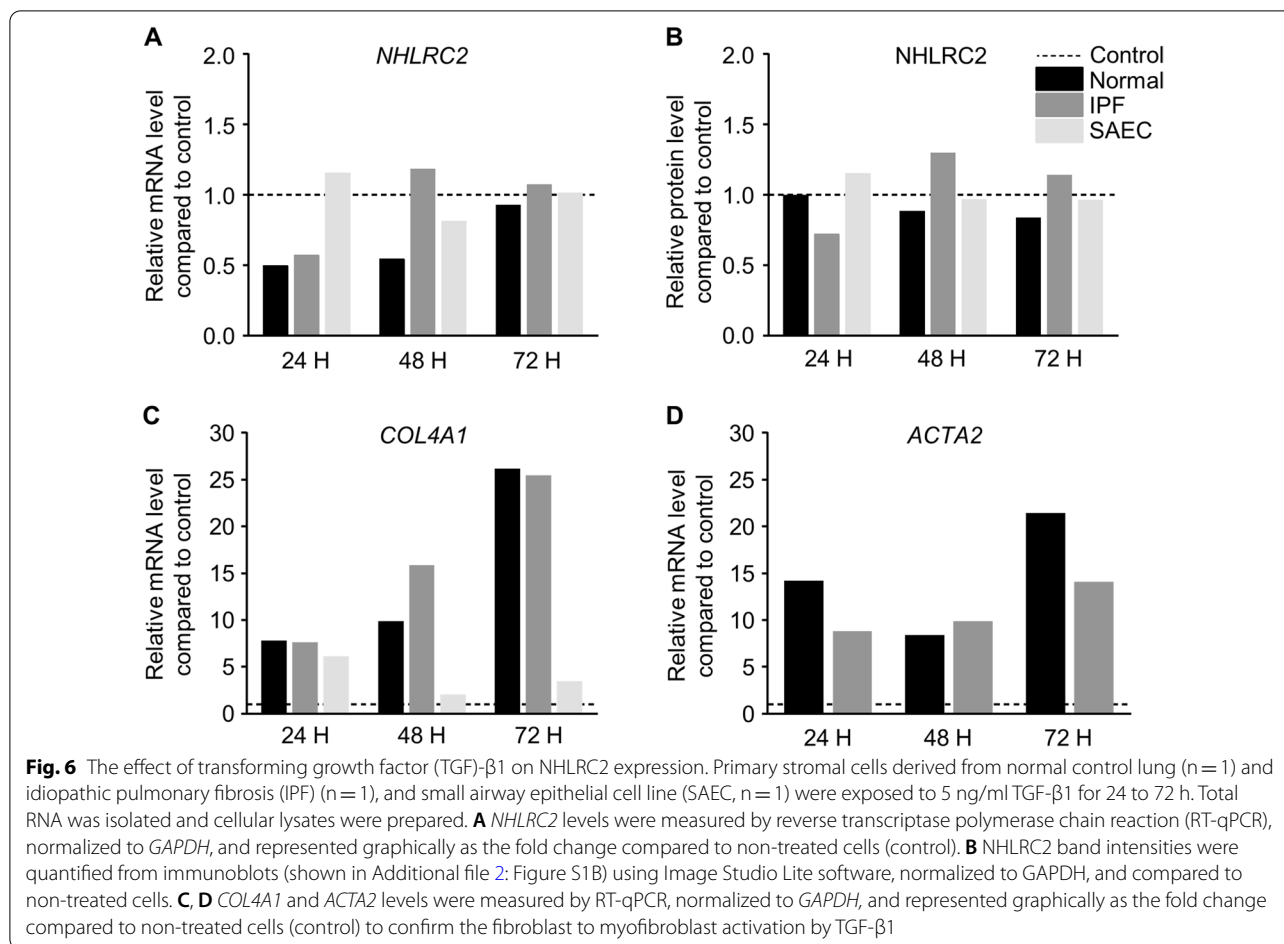 A
NHLRC2
Relative mRNA level
compared to control
2.0
1.5
1.0
0.5
0.0
24 H 48 H 72 H
B
NHLRC2
Relative protein level
compared to control
2.0
1.5
1.0
0.5
0.0
24 H 48 H 72 H
Control
Normal
IPF
SAEC
C
COL4A1
Relative mRNA level
compared to control
30
25
20
15
10
5
0
24 H 48 H 72 H
D
ACTA2
Relative mRNA level
compared to control
30
25
20
15
10
5
0
24 H 48 H 72 H
Fig. 6 The effect of transforming growth factor (TGF)-β1 on NHLRC2 expression. Primary stromal cells derived from normal control lung (n = 1) and
idiopathic pulmonary fibrosis (IPF) (n = 1), and small airway epithelial cell line (SAEC, n = 1) were exposed to 5 ng/ml TGF-β1 for 24 to 72 h. Total
RNA was isolated and cellular lysates were prepared. A NHLRC2 levels were measured by reverse transcriptase polymerase chain reaction (RT-qPCR),
normalized to GAPDH, and represented graphically as the fold change compared to non-treated cells (control). B NHLRC2 band intensities were
quantified from immunoblots (shown in Additional file 2: Figure S1B) using Image Studio Lite software, normalized to GAPDH, and compared to
non-treated cells. C, D COL4A1 and ACTA2 levels were measured by RT-qPCR, normalized to GAPDH, and represented graphically as the fold change
compared to non-treated cells (control) to confirm the fibroblast to myofibroblast activation by TGF-β1